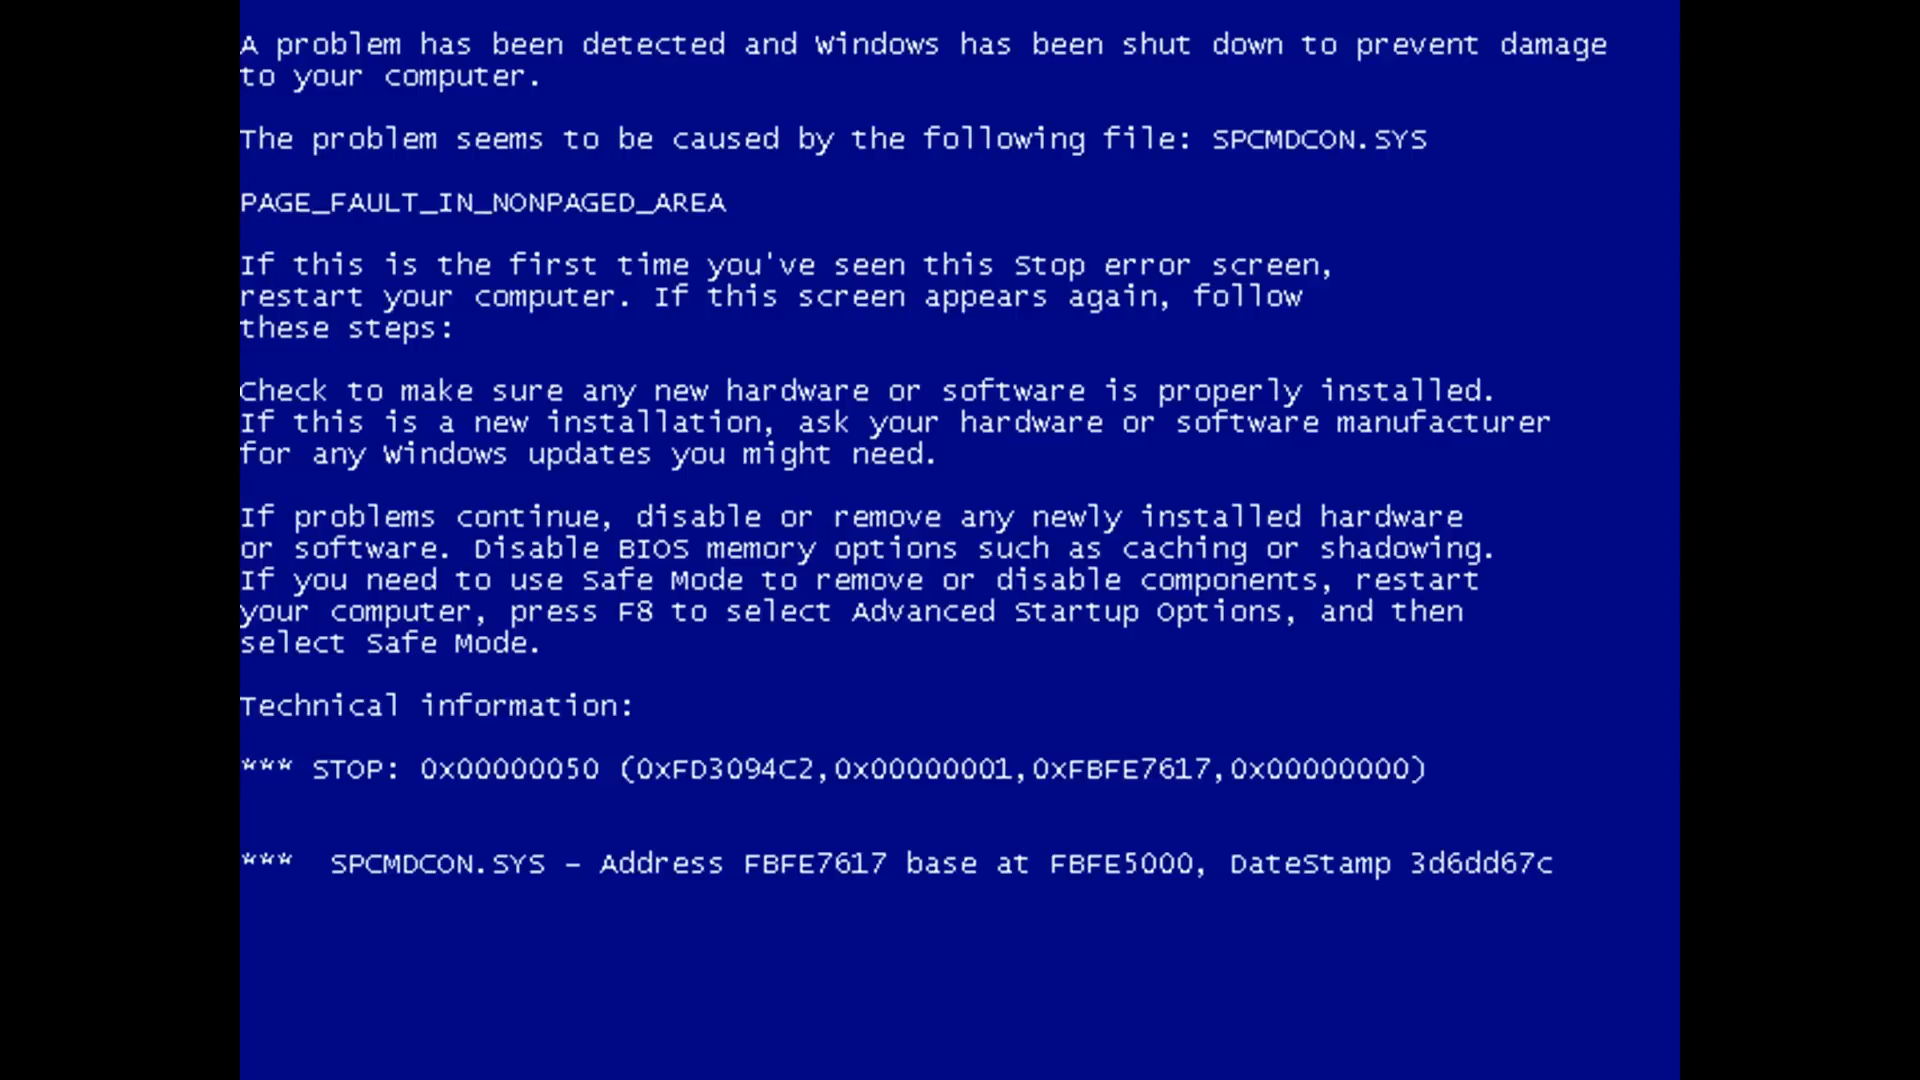 A problem has been detected and Windows has been shut down to prevent damage
to your computer.
The problem seems to be caused by the following file: SPCMDCON.SYS
PAGE_FAULT_IN_NONPAGED_AREA
If this is the first time you've seen this Stop error screen,
restart your computer. If this screen appears again, follow
these steps:
Check to make sure any new hardware or software is properly installed.
If this is a new installation, ask your hardware or software manufacturer
for any Windows updates you might need.
If problems continue, disable or remove any newly installed hardware
or software. Disable BIOS memory options such as caching or shadowing.
If you need to use Safe Mode to remove or disable components, restart
your computer, press F8 to select Advanced Startup Options, and then
select Safe Mode.
Technical information:
*** STOP: 0x00000050 (0xFD3094C2,0x00000001,0xFBFE7617,0x00000000)
***  SPCMDCON.SYS – Address FBFE7617 base at FBFE5000, DateStamp 3d6dd67c